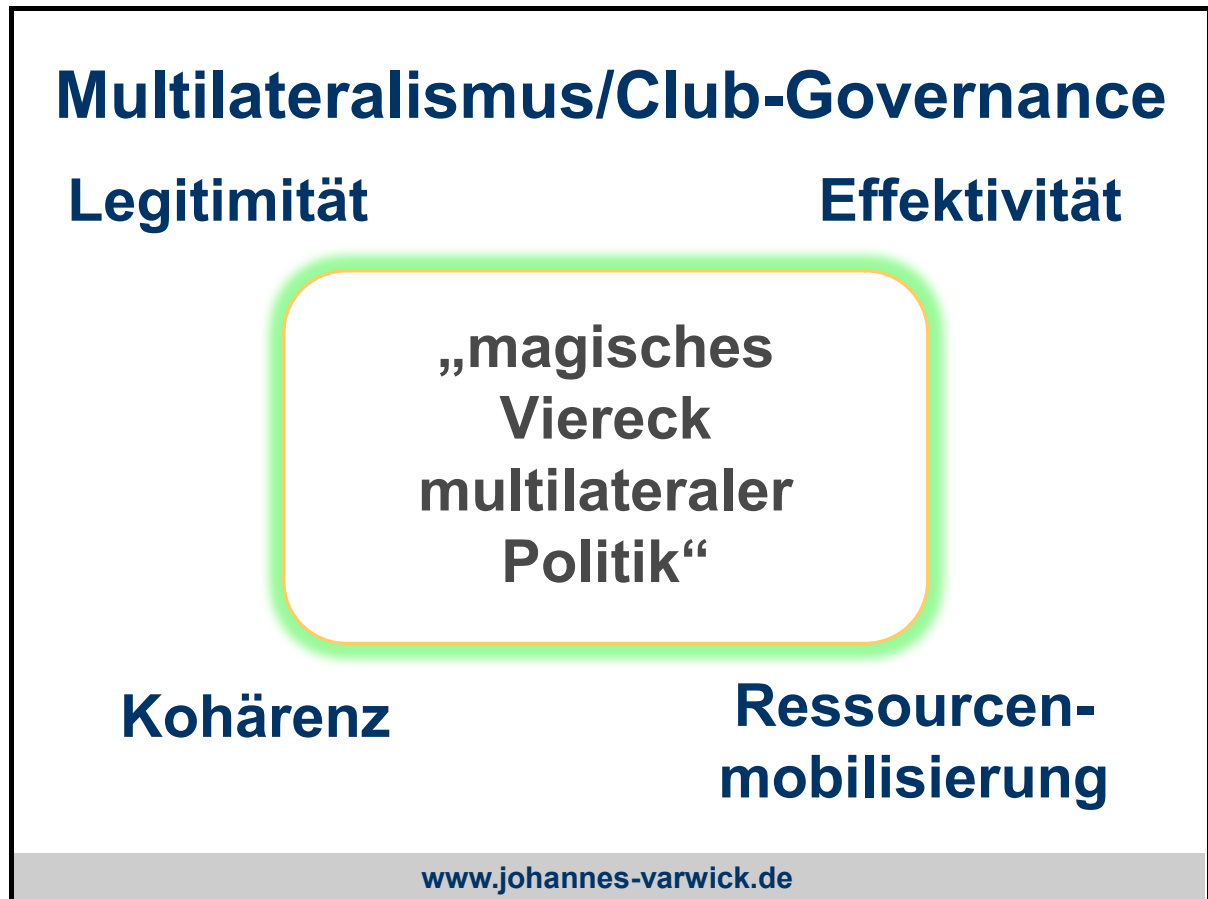 Multilateralismus/Club-Governance
Legitimität
Effektivität
„magisches
Viereck
multilateraler
Politik“
Kohärenz
Ressourcen-
mobilisierung
www.johannes-varwick.de